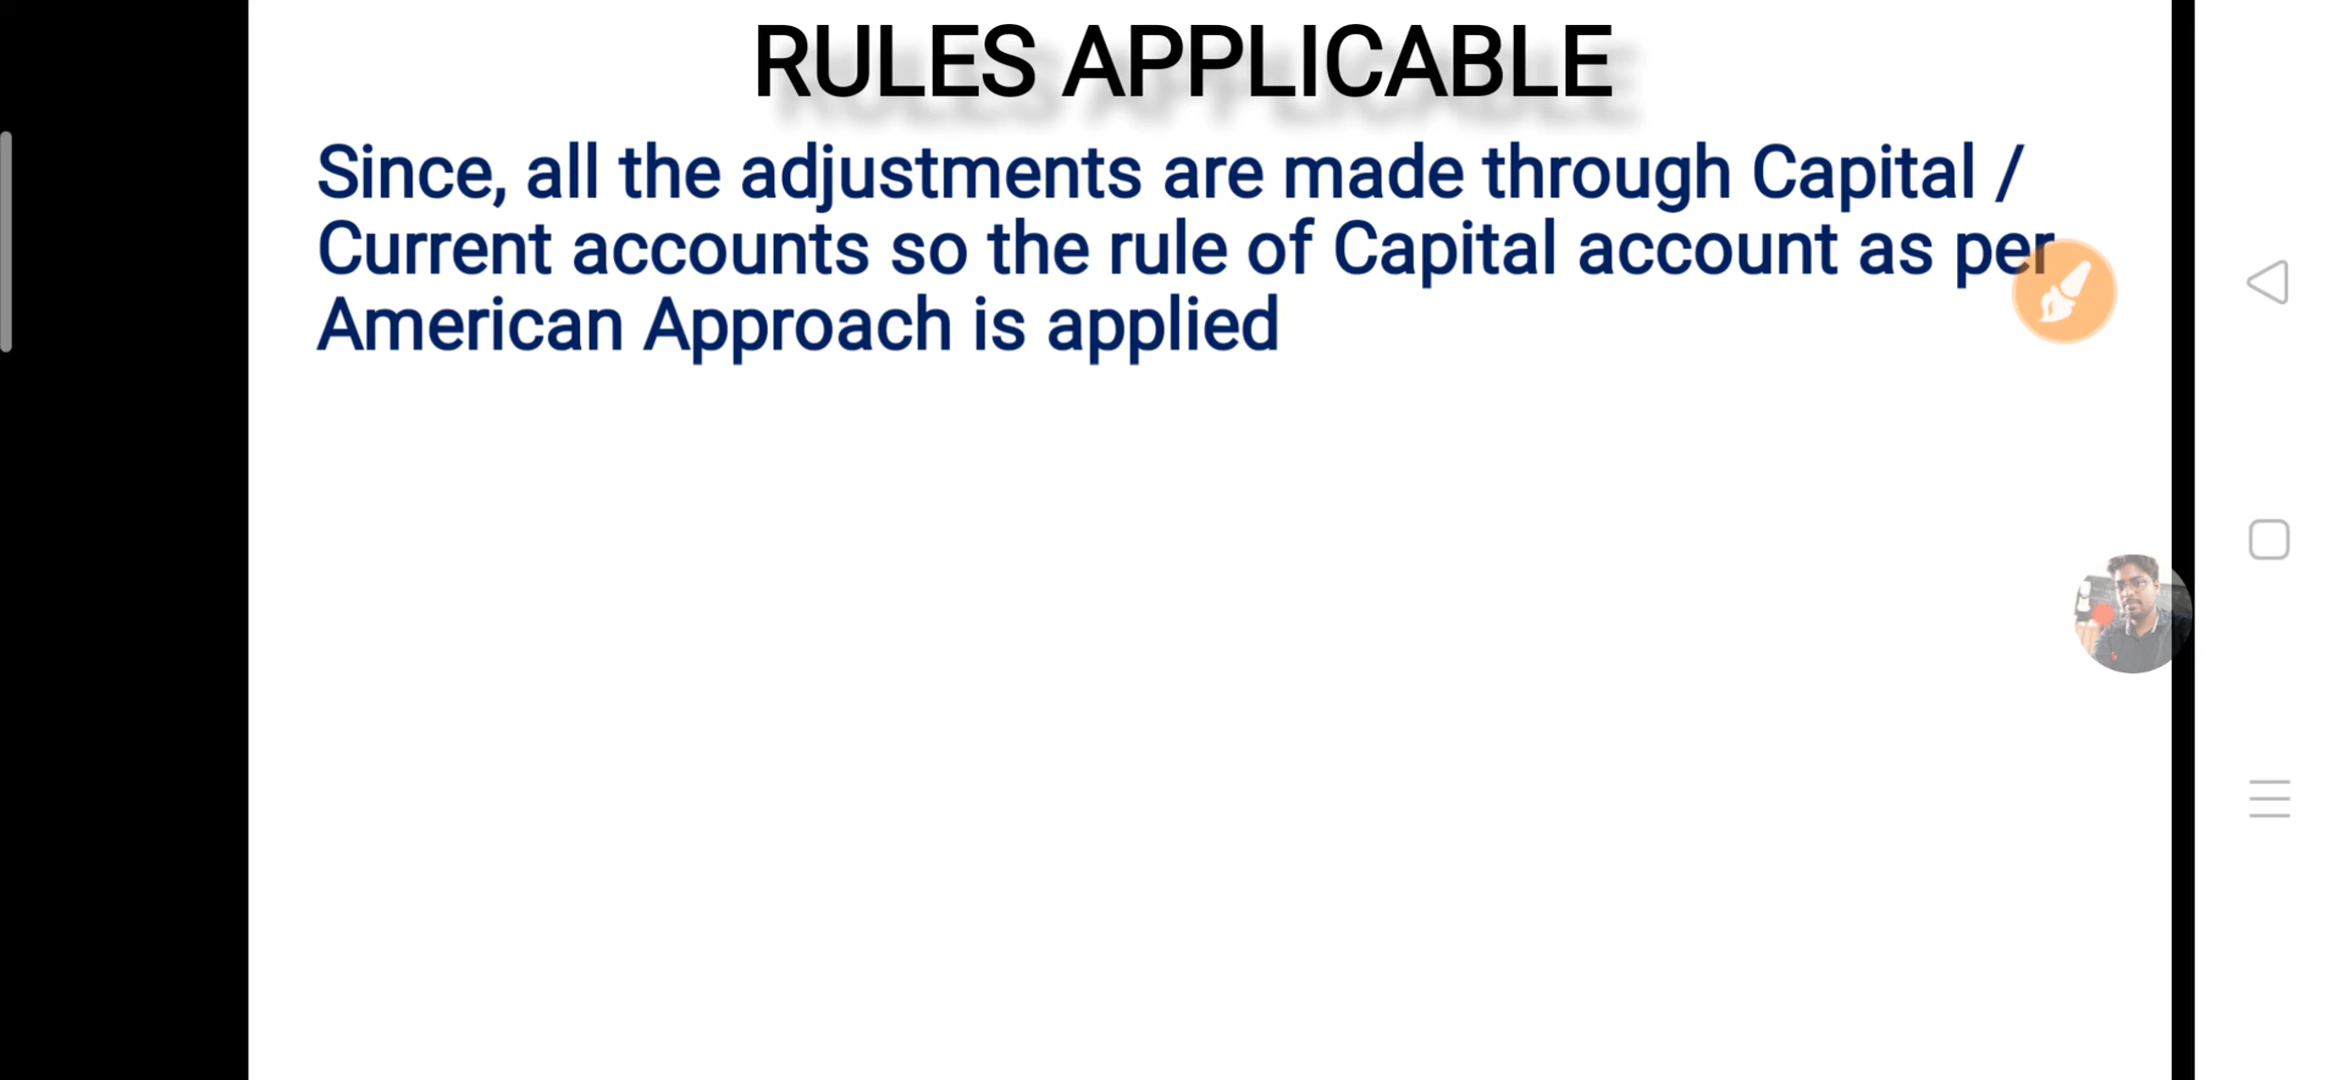 RULES APPLICABLE
Since, all the adjustments are made through Capital /
Current accounts so the rule of Capital account as per
American Approach is applied